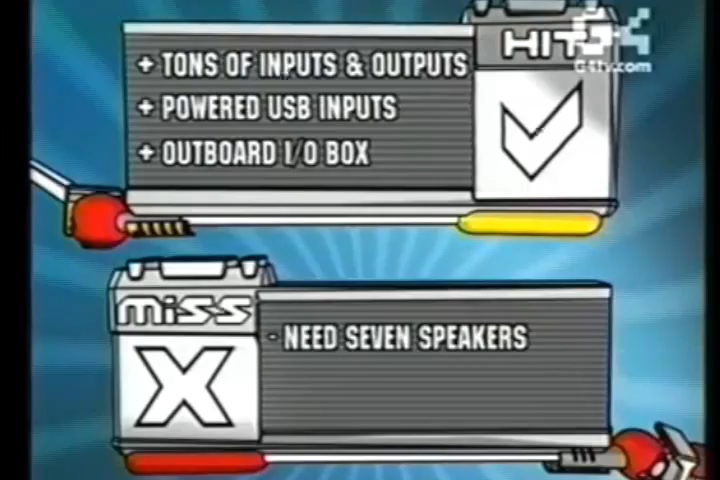 HIT
G4tv.com
+ TONS OF INPUTS & OUTPUTS
+ POWERED USB INPUTS
+ OUTBOARD I/O BOX
MISS
- NEED SEVEN SPEAKERS